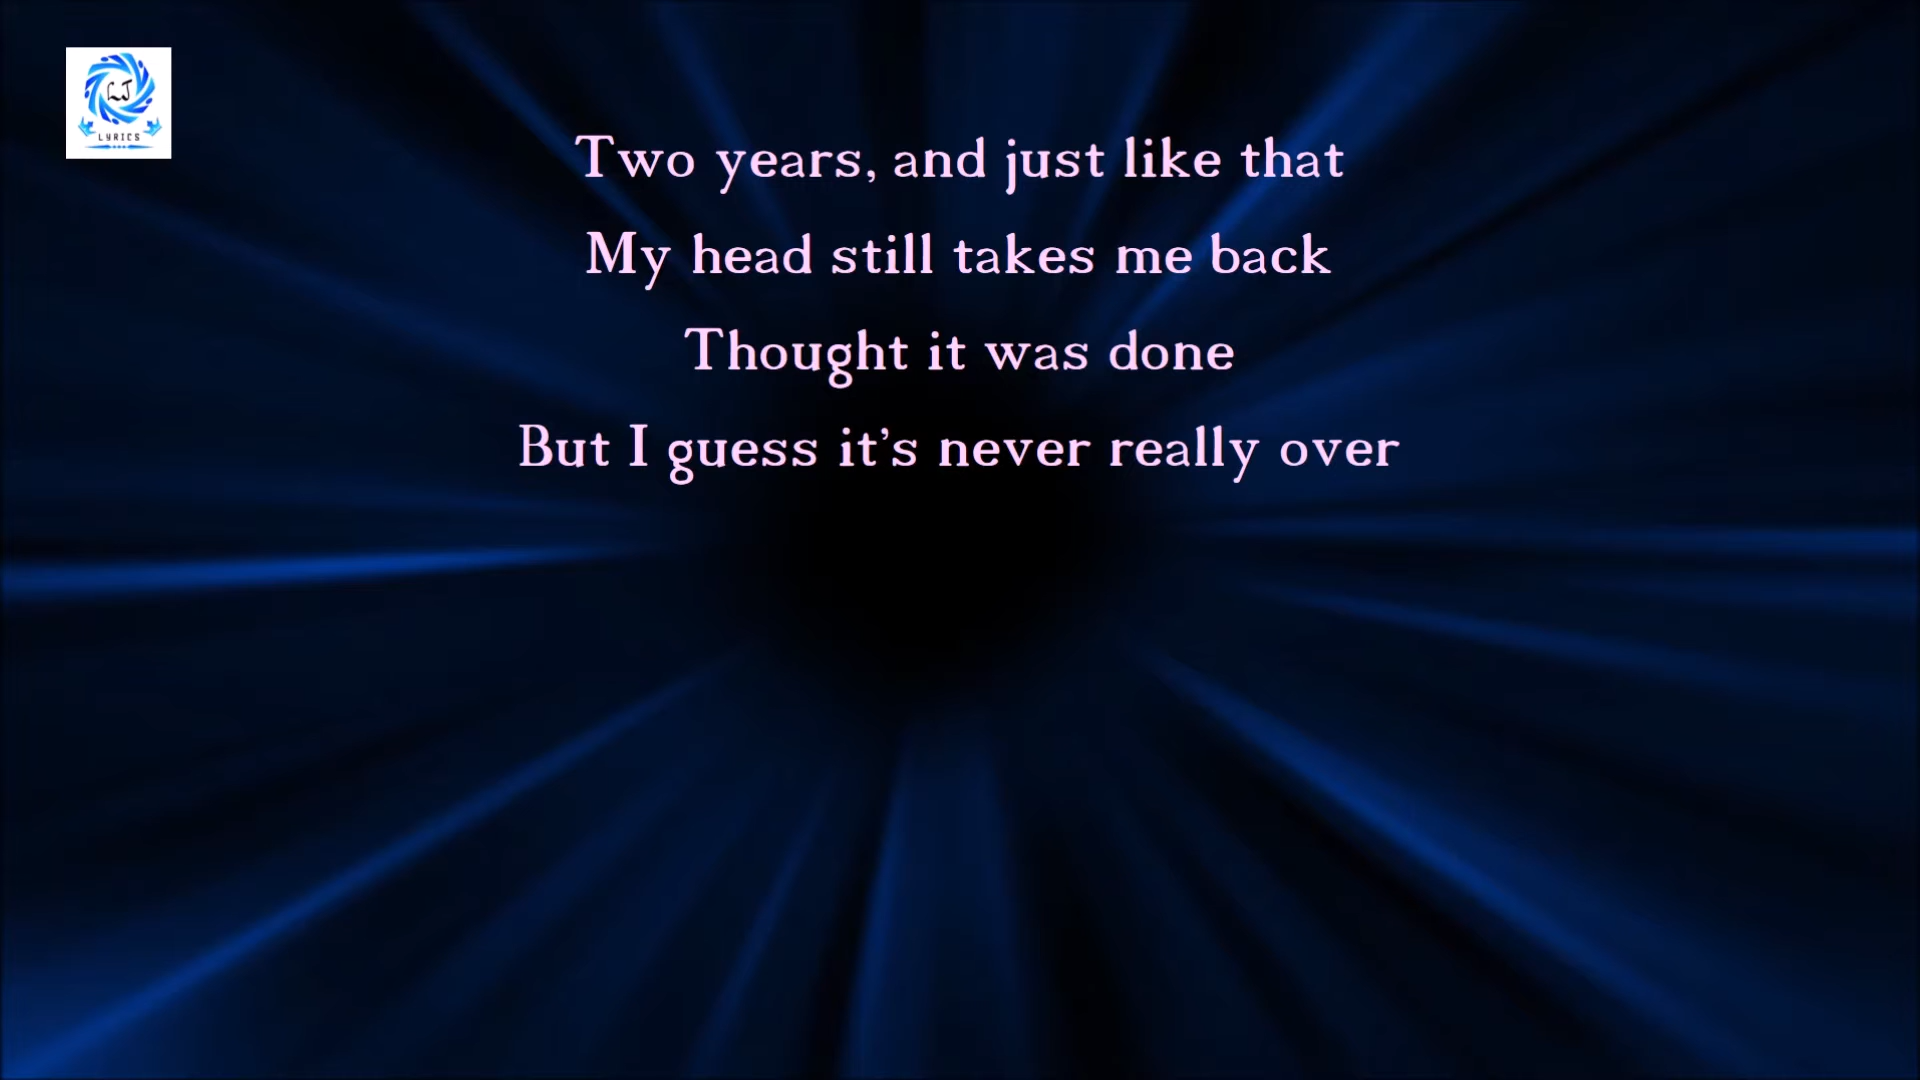 LYRICS
Two years, and just like that
My head still takes me back
Thought it was done
But I guess it’s never really over